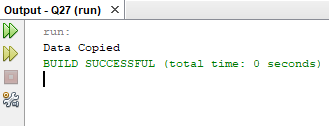 Output - Q27 (run) ×
run:
Data Copied
BUILD SUCCESSFUL (total time: 0 seconds)